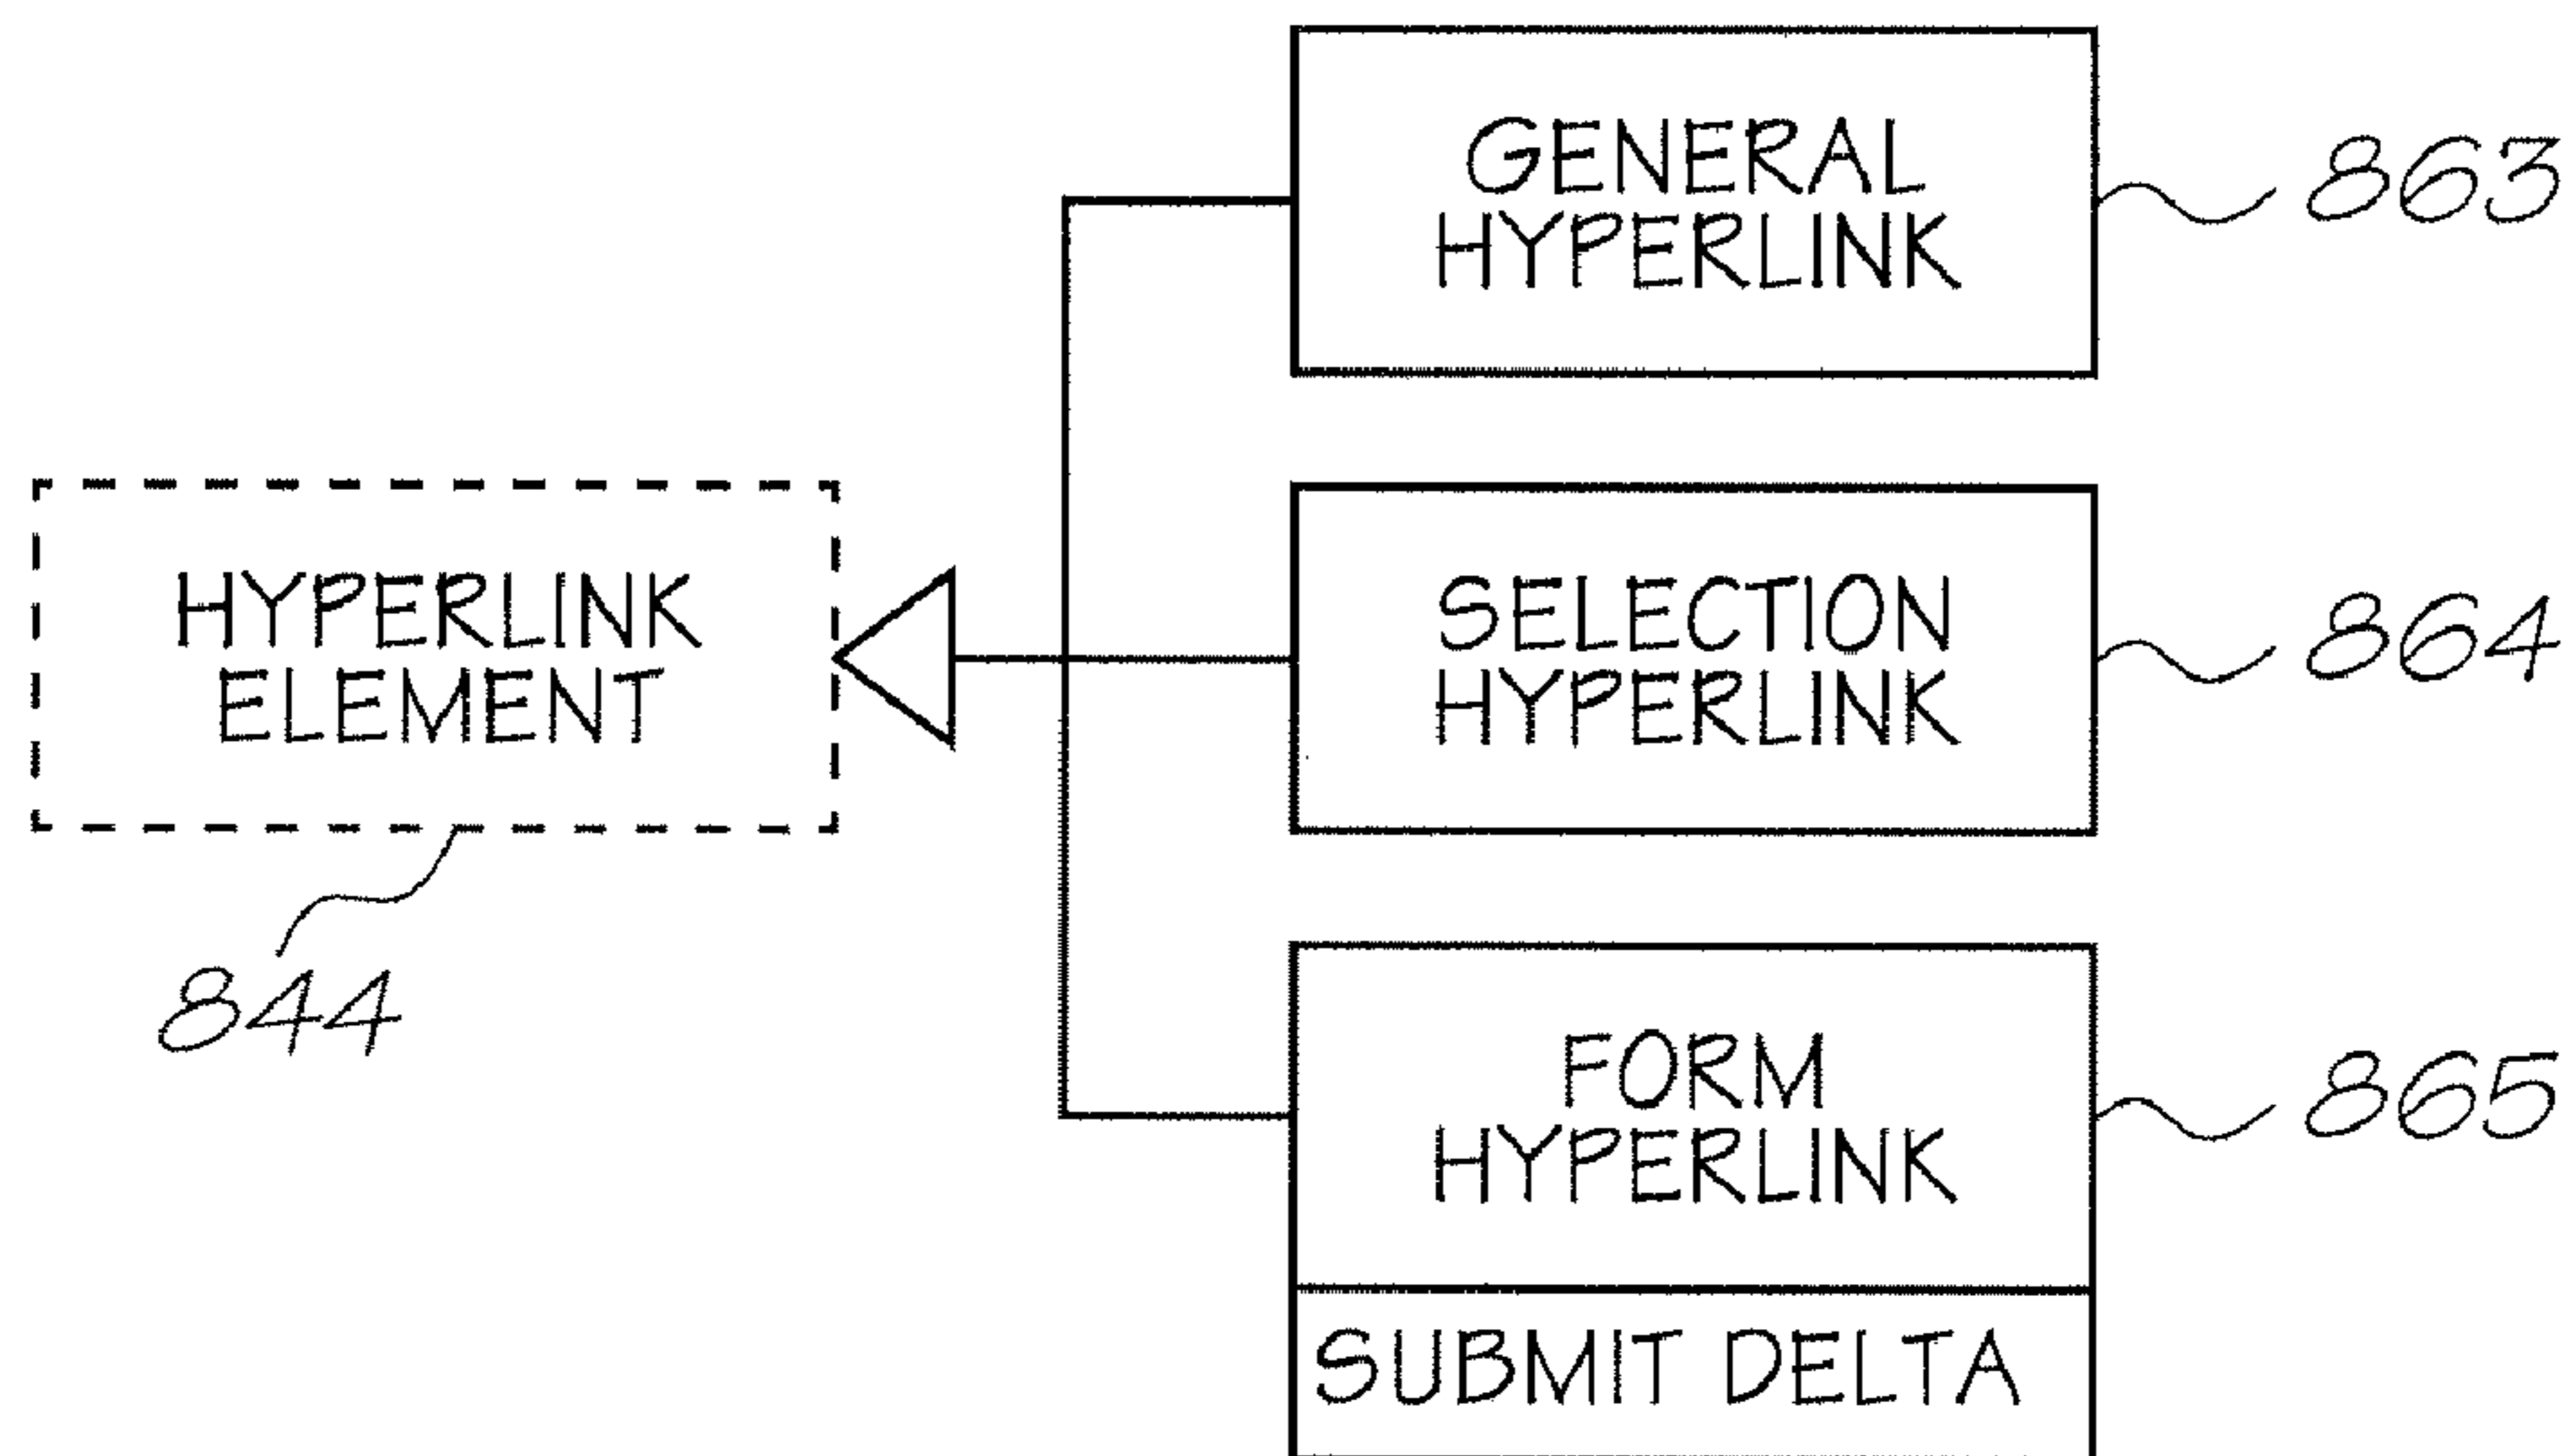 GENERAL
HYPERLINK
863
HYPERLINK
ELEMENT
844
SELECTION
HYPERLINK
864
FORM
HYPERLINK
865
SUBMIT DELTA